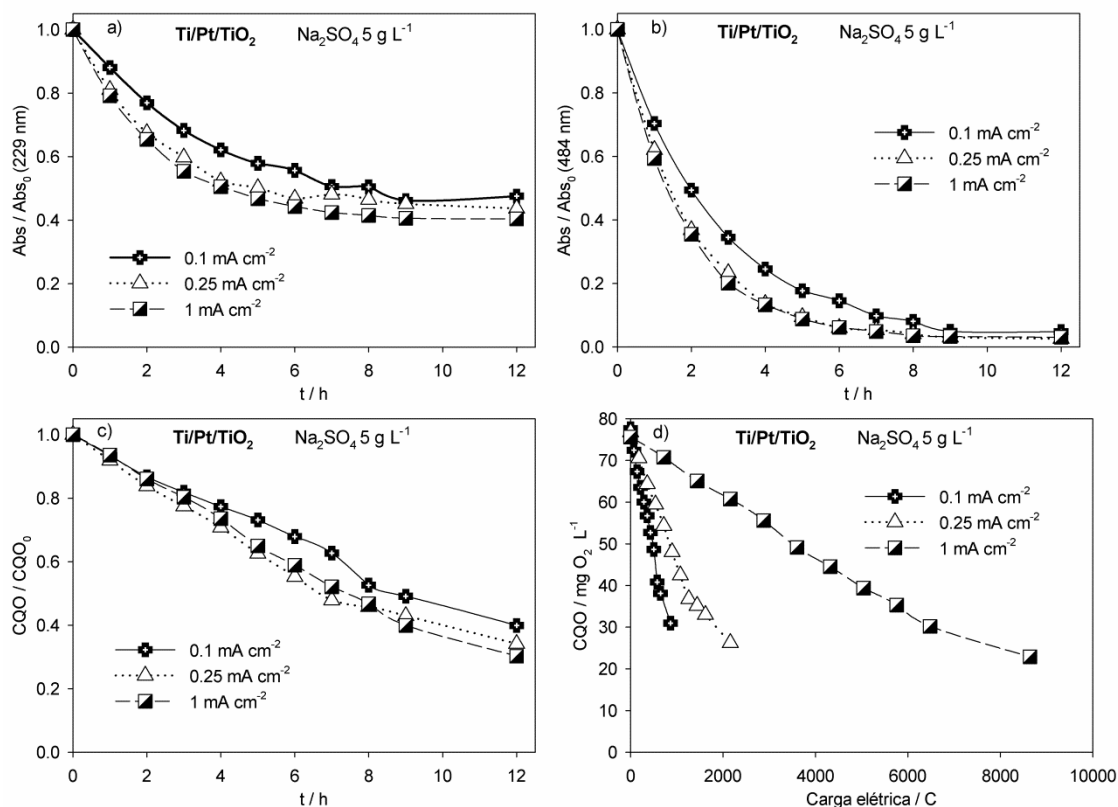 a) Ti/Pt/TiO₂ Na₂SO₄ 5 g L⁻¹
1.0
0.8
0.6
0.4
0.2
0.0
Abs / Abs₀ (229 nm)
0.1 mA cm⁻²
0.25 mA cm⁻²
1 mA cm⁻²
0 2 4 6 8 10 12
t / h
b) Ti/Pt/TiO₂ Na₂SO₄ 5 g L⁻¹
1.0
0.8
0.6
0.4
0.2
0.0
Abs / Abs₀ (484 nm)
0.1 mA cm⁻²
0.25 mA cm⁻²
1 mA cm⁻²
0 2 4 6 8 10 12
t / h
c) Ti/Pt/TiO₂ Na₂SO₄ 5 g L⁻¹
1.0
0.8
0.6
0.4
0.2
0.0
CQO / CQO₀
0.1 mA cm⁻²
0.25 mA cm⁻²
1 mA cm⁻²
0 2 4 6 8 10 12
t / h
d) Ti/Pt/TiO₂ Na₂SO₄ 5 g L⁻¹
80
70
60
50
40
30
20
10
0
CQO / mg O₂ L⁻¹
0.1 mA cm⁻²
0.25 mA cm⁻²
1 mA cm⁻²
0 2000 4000 6000 8000 10000
Carga elétrica / C